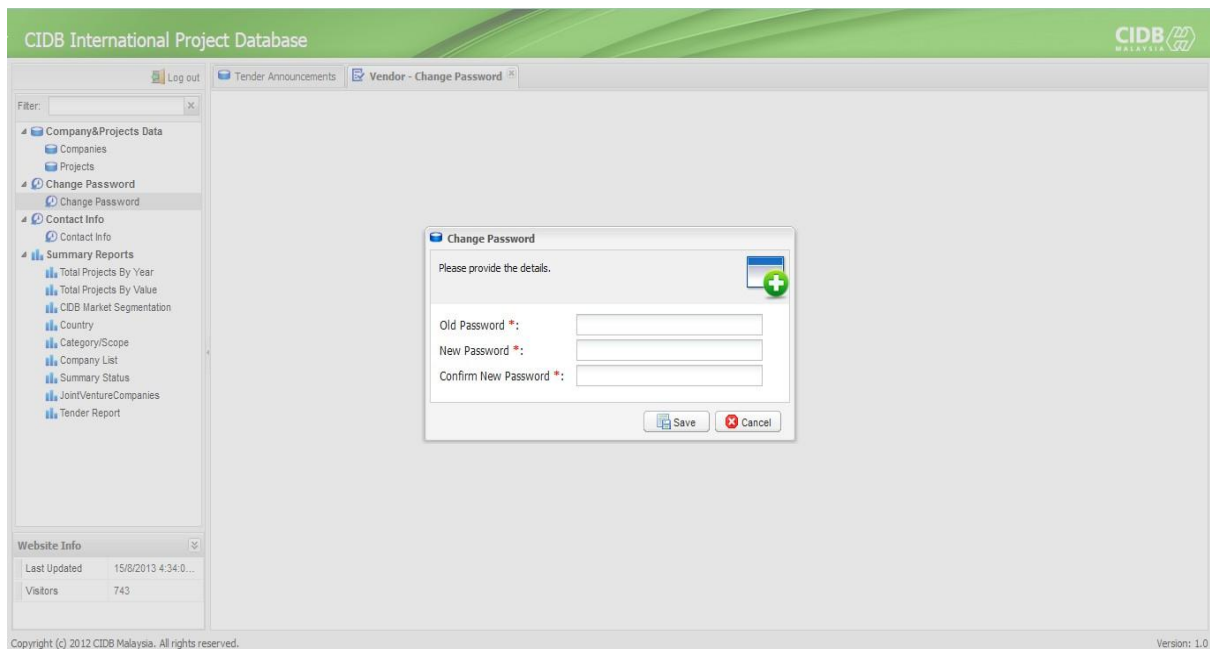 CIDB International Project Database
CIDB
MALAYSIA
Log out
Tender Announcements
Vendor - Change Password
Filter:
Company&Projects Data
Companies
Projects
Change Password
Change Password
Contact Info
Contact Info
Summary Reports
Total Projects By Year
Total Projects By Value
CIDB Market Segmentation
Country
Category/Scope
Company List
Summary Status
JointVentureCompanies
Tender Report
Change Password
Please provide the details.
Old Password *:
New Password *:
Confirm New Password *:
Save
Cancel
Website Info
Last Updated 15/8/2013 4:34:0...
Visitors 743
Copyright (c) 2012 CIDB Malaysia. All rights reserved.
Version: 1.0